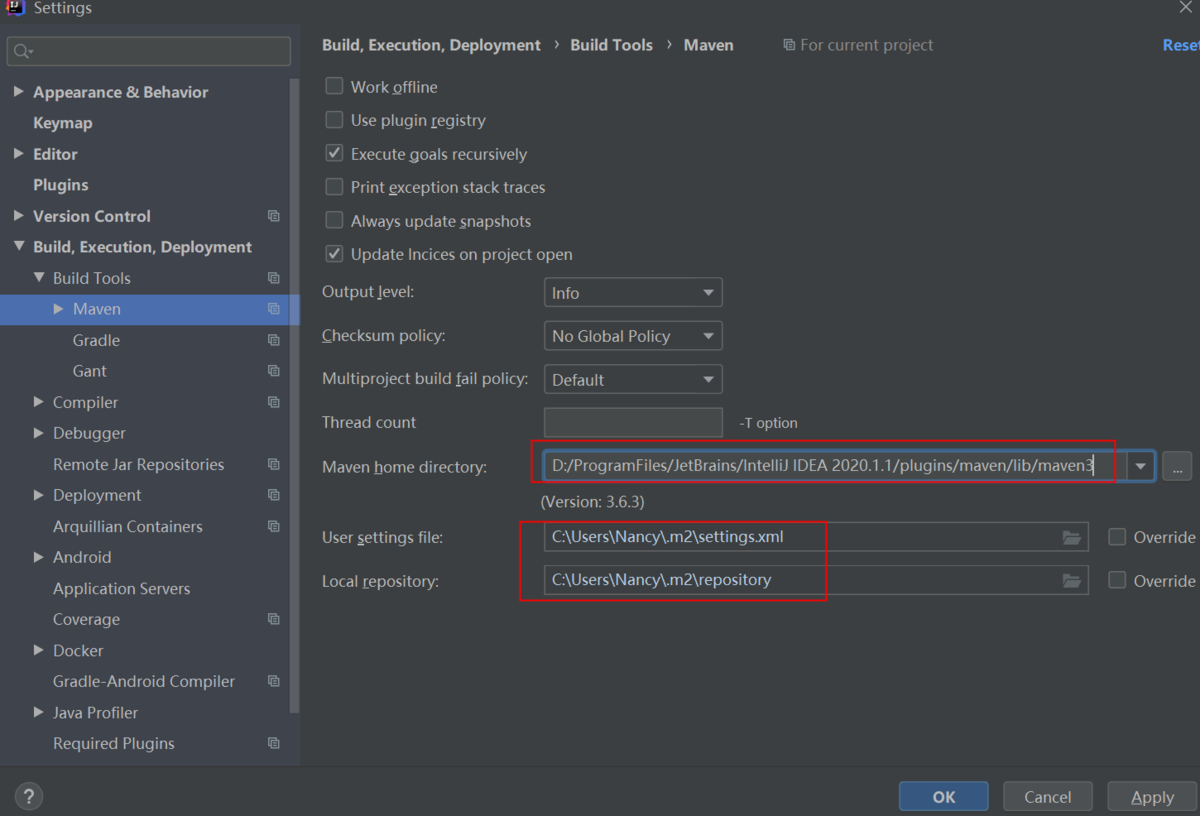 Settings
Build, Execution, Deployment › Build Tools › Maven For current project Reset
Appearance & Behavior
Keymap
Editor
Plugins
Version Control
Build, Execution, Deployment
Build Tools
Maven
Gradle
Gant
Compiler
Debugger
Remote Jar Repositories
Deployment
Arquillian Containers
Android
Application Servers
Coverage
Docker
Gradle-Android Compiler
Java Profiler
Required Plugins
Work offline
Use plugin registry
Execute goals recursively
Print exception stack traces
Always update snapshots
Update Incices on project open
Output level: Info
Checksum policy: No Global Policy
Multiproject build fail policy: Default
Thread count -T option
Maven home directory: D:/ProgramFiles/JetBrains/IntelliJ IDEA 2020.1.1/plugins/maven/lib/maven3 ...
(Version: 3.6.3)
User settings file: C:\Users\Nancy\.m2\settings.xml Override
Local repository: C:\Users\Nancy\.m2\repository Override
? OK Cancel Apply